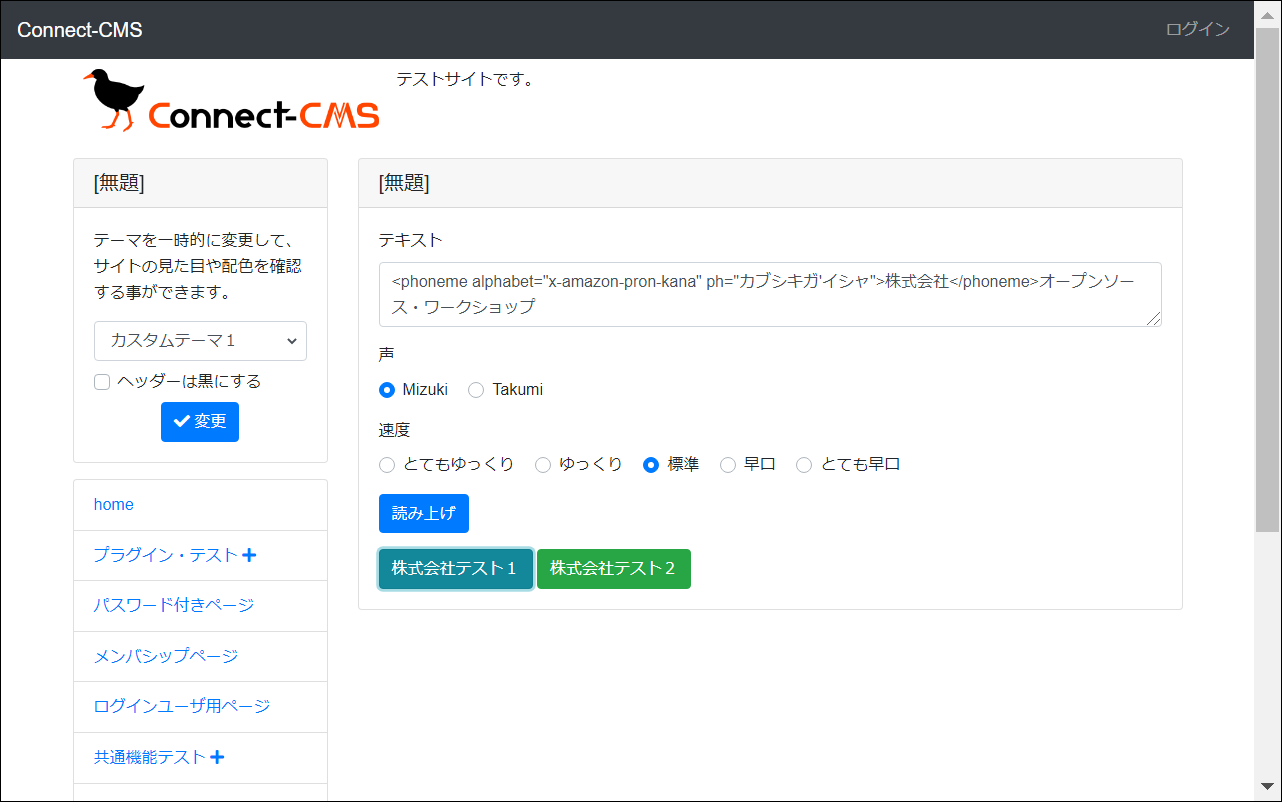 Connect-CMS
ログイン
Connect-CMS
テストサイトです。
[無題]
テーマを一時的に変更して、
サイトの見た目や配色を確認
する事ができます。
カスタムテーマ１
ヘッダーは黒にする
変更
home
プラグイン・テスト
パスワード付きページ
メンバシップページ
ログインユーザ用ページ
共通機能テスト
[無題]
テキスト
<phoneme alphabet="x-amazon-pron-kana" ph="カブシキガ'イシャ">株式会社</phoneme>オープンソー
ス・ワークショップ
声
Mizuki Takumi
速度
とてもゆっくり ゆっくり 標準 早口 とても早口
読み上げ
株式会社テスト１ 株式会社テスト２